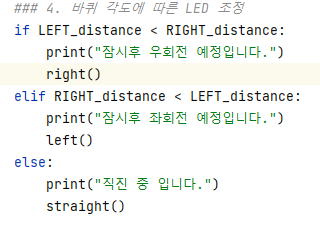 ### 4. 바퀴 각도에 따른 LED 조정
if LEFT_distance < RIGHT_distance:
    print("잠시후 우회전 예정입니다.")
    right()
elif RIGHT_distance < LEFT_distance:
    print("잠시후 좌회전 예정입니다.")
    left()
else:
    print("직진 중 입니다.")
    straight()